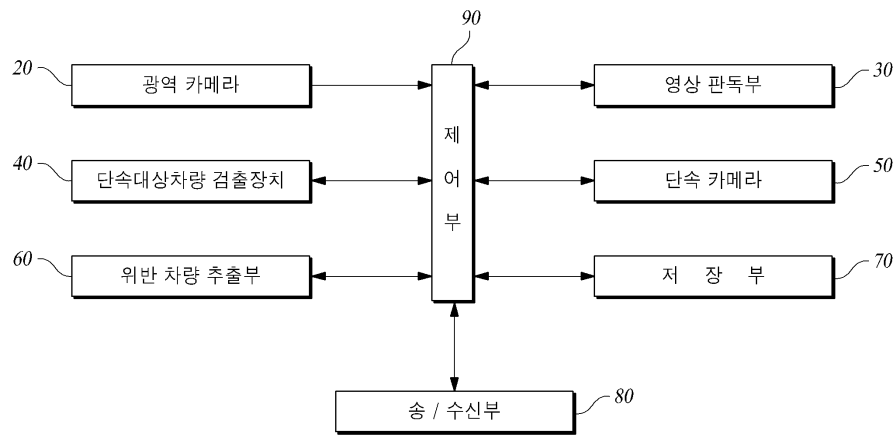 90
20
광역 카메라
영상 판독부
30
제
어
부
40
단속대상차량 검출장치
단속 카메라
50
60
위반 차량 추출부
저 장 부
70
송 / 수신부
80